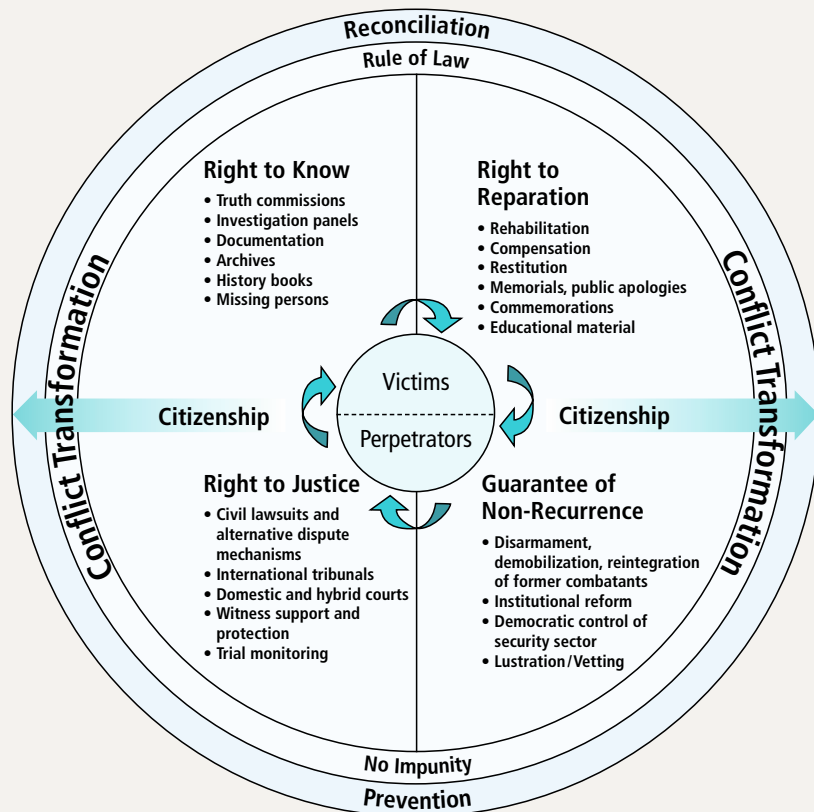 Reconciliation
Rule of Law
Right to Know
• Truth commissions
• Investigation panels
• Documentation
• Archives
• History books
• Missing persons
Right to
Reparation
• Rehabilitation
• Compensation
• Restitution
• Memorials, public apologies
• Commemorations
• Educational material
Conflict Transformation
Conflict Transformation
Victims
Citizenship
Citizenship
Perpetrators
Right to Justice
• Civil lawsuits and
alternative dispute
mechanisms
• International tribunals
• Domestic and hybrid courts
• Witness support and
protection
• Trial monitoring
Guarantee of
Non-Recurrence
• Disarmament,
demobilization, reintegration
of former combatants
• Institutional reform
• Democratic control of
security sector
• Lustration/Vetting
No Impunity
Prevention